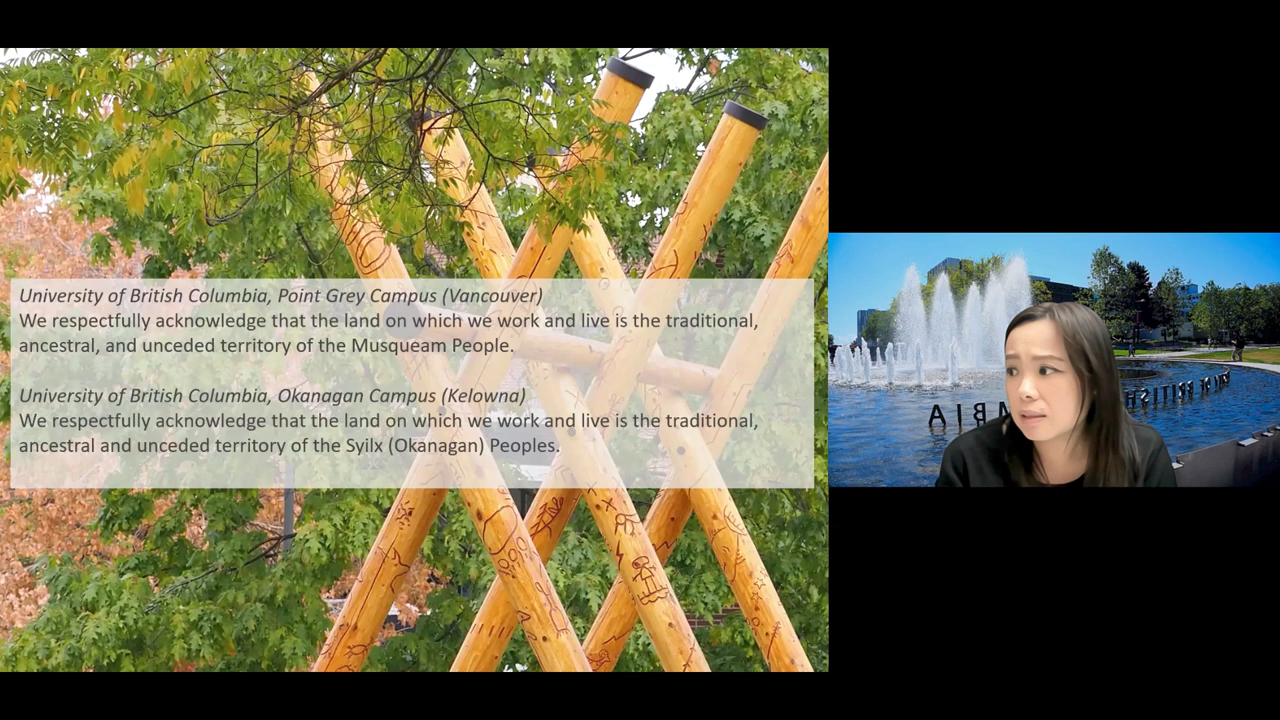 University of British Columbia, Point Grey Campus (Vancouver)
We respectfully acknowledge that the land on which we work and live is the traditional,
ancestral, and unceded territory of the Musqueam People.
University of British Columbia, Okanagan Campus (Kelowna)
We respectfully acknowledge that the land on which we work and live is the traditional,
ancestral and unceded territory of the Syilx (Okanagan) Peoples.